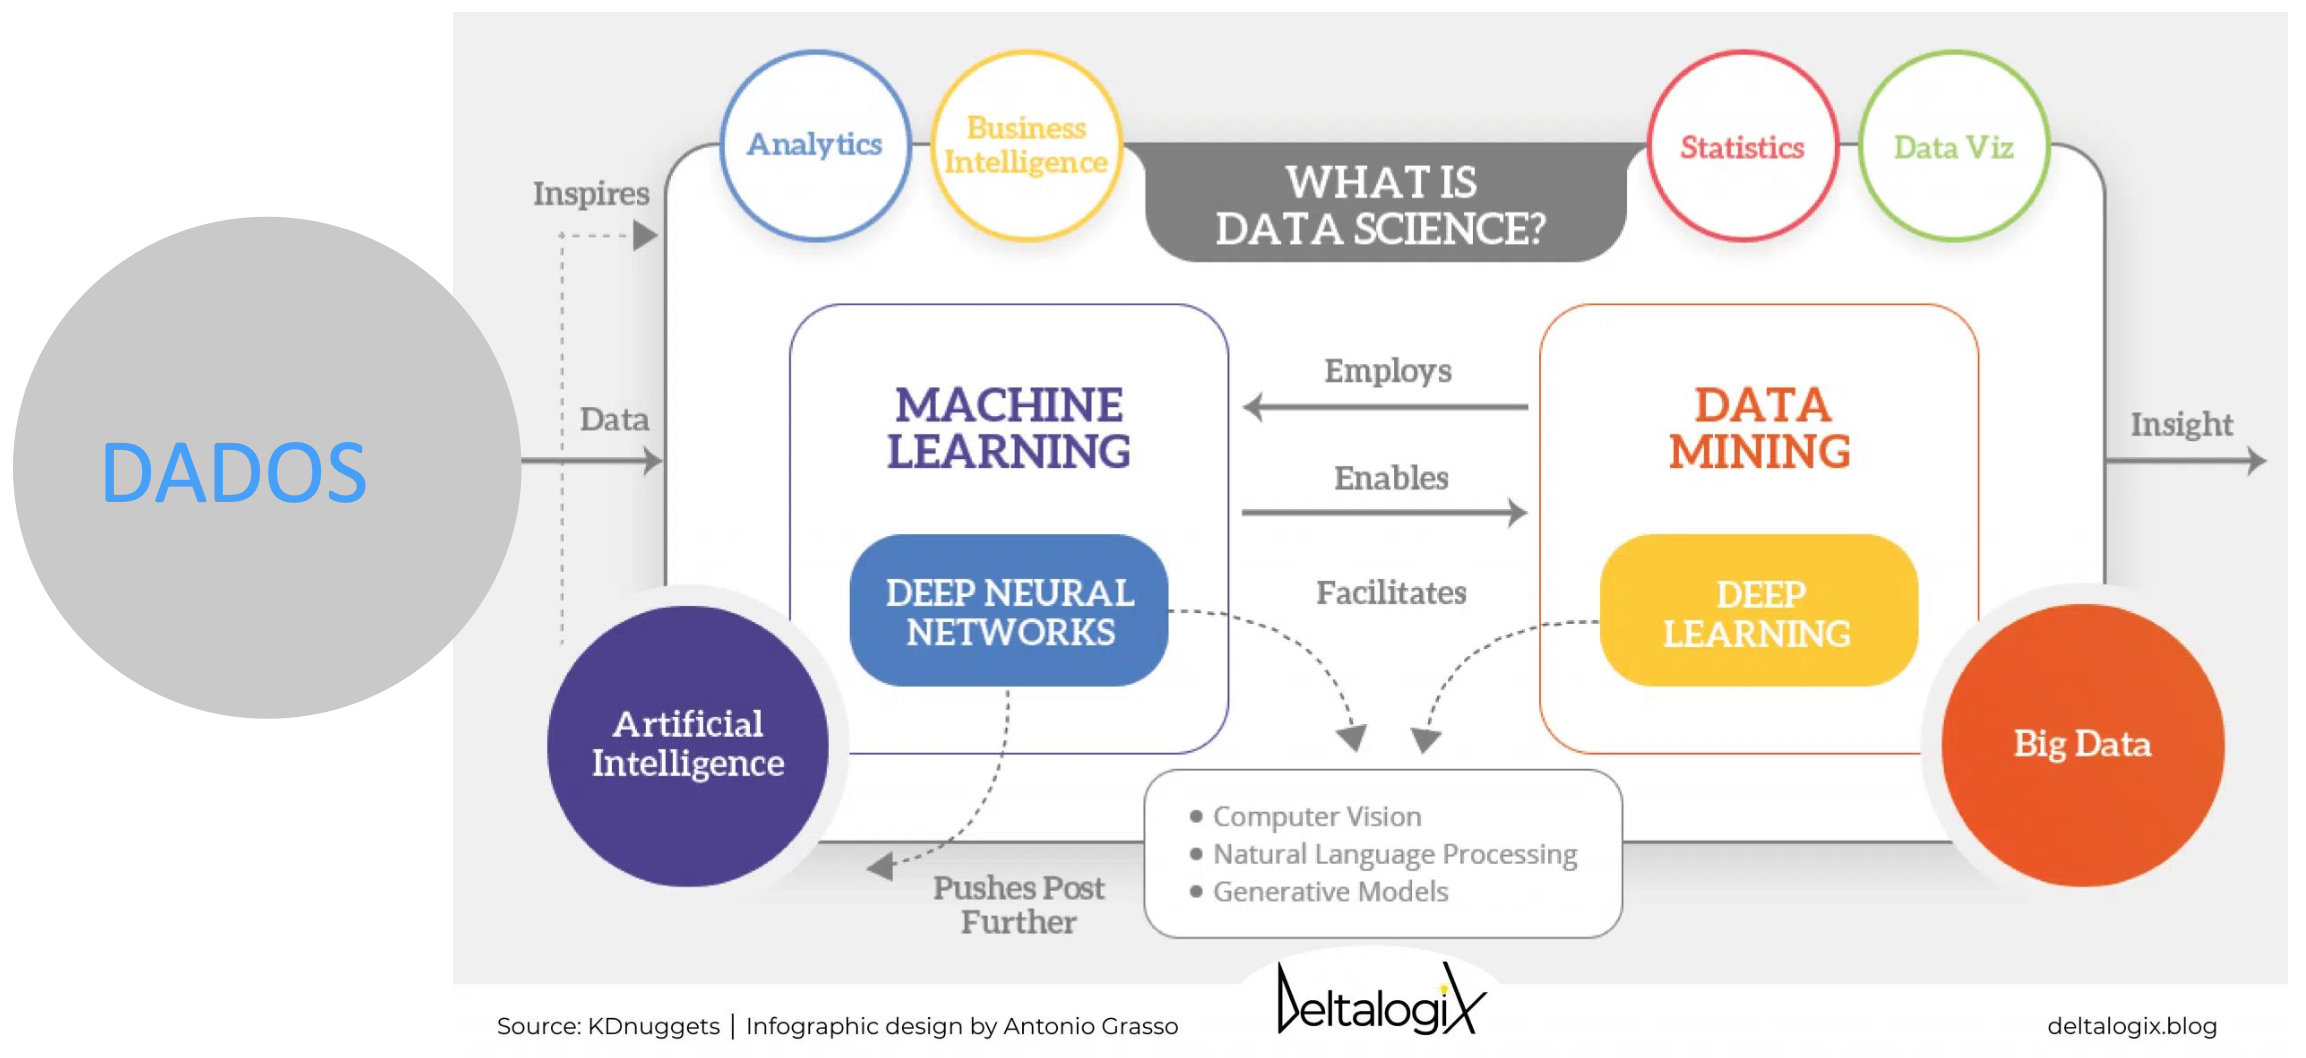 Analytics
Business
Intelligence
WHAT IS
DATA SCIENCE?
Statistics
Data Viz
Inspires
DADOS
Data
MACHINE
LEARNING
Employs
Enables
Facilitates
DATA
MINING
Insight
DEEP NEURAL
NETWORKS
DEEP
LEARNING
Artificial
Intelligence
Big Data
Pushes Post
Further
• Computer Vision
• Natural Language Processing
• Generative Models
Source: KDnuggets | Infographic design by Antonio Grasso
DeltalogiX
deltalogix.blog